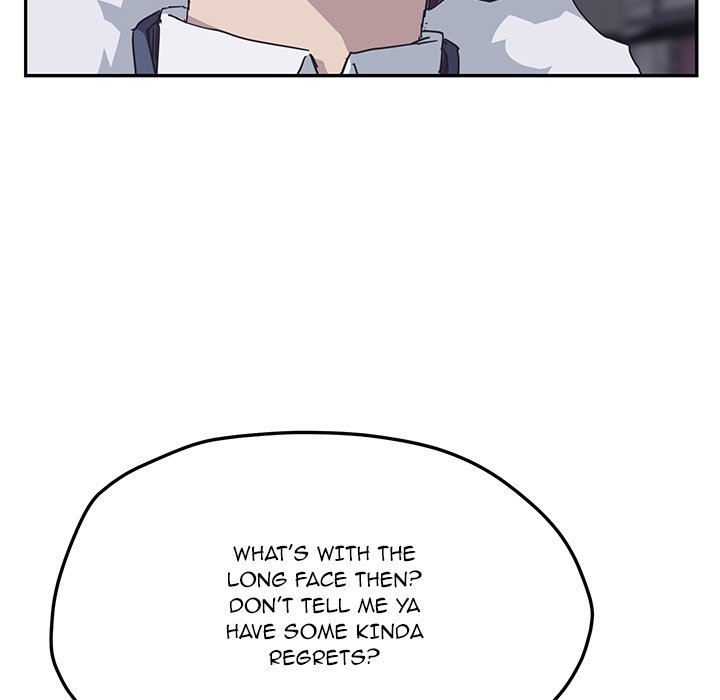 WHAT'S WITH THE
LONG FACE THEN?
DON'T TELL ME YA
HAVE SOME KINDA
REGRETS?